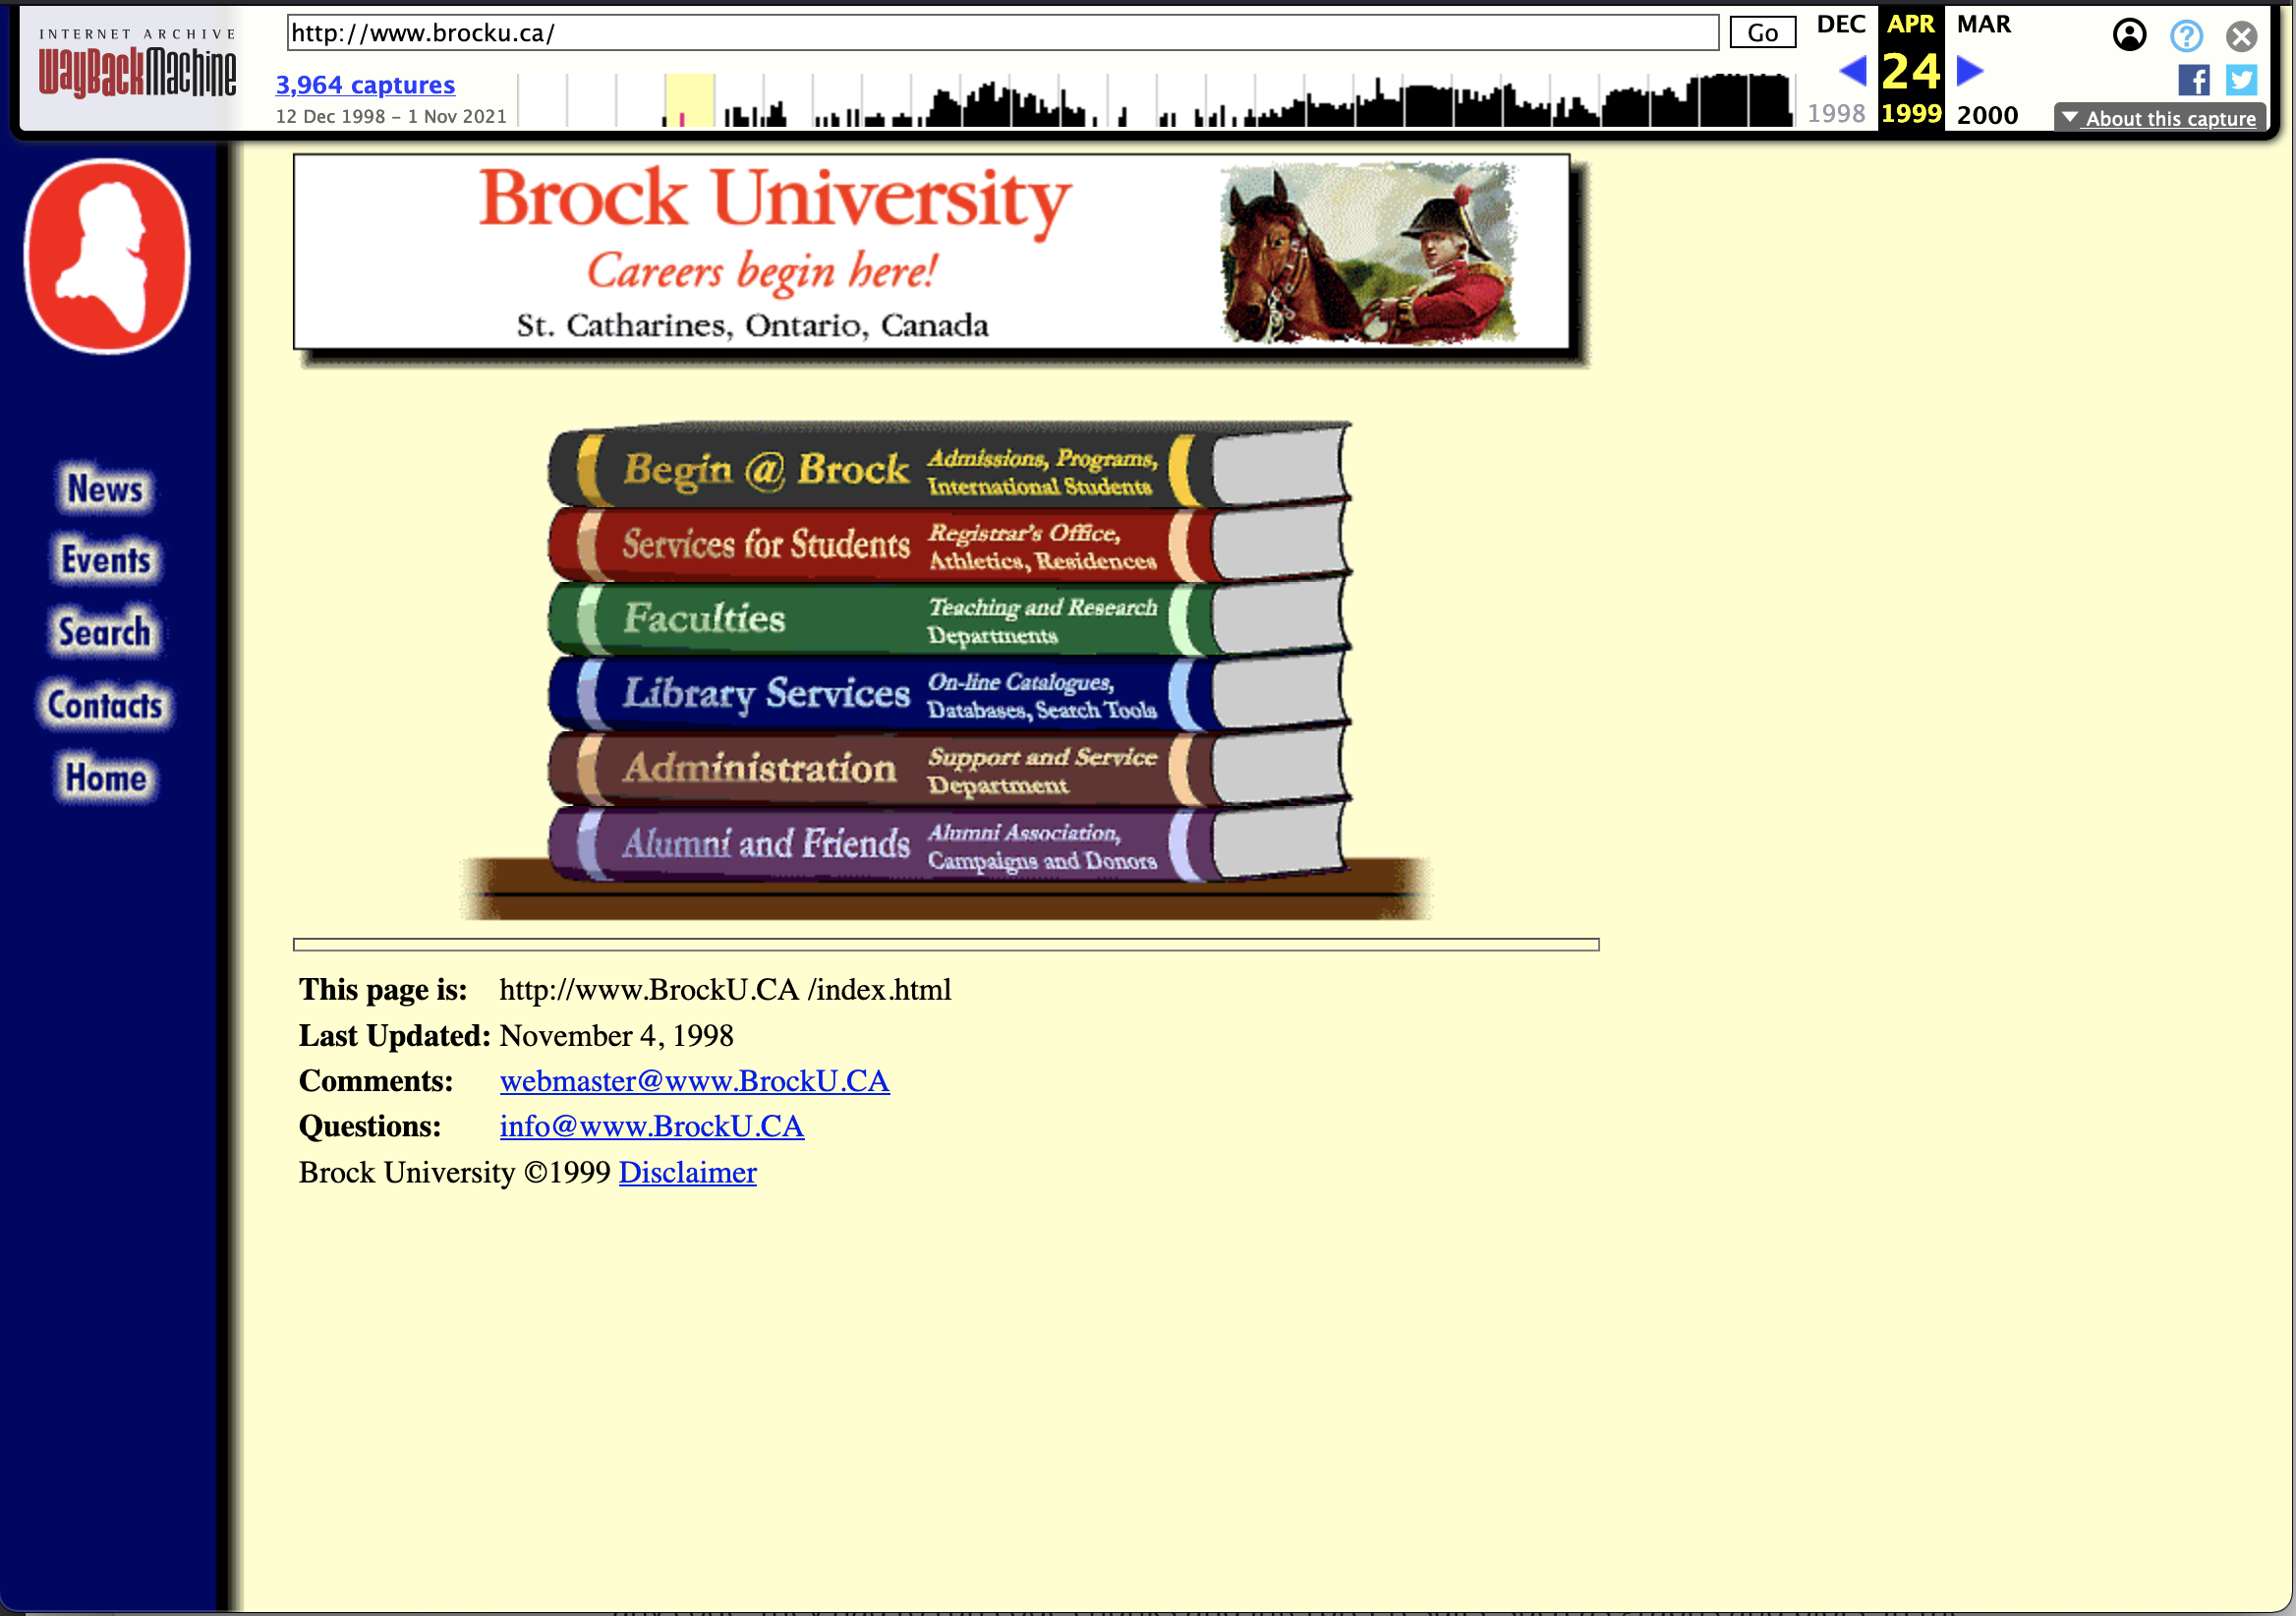 INTERNET ARCHIVE
WayBackMachine
http://www.brocku.ca/
Go
3,964 captures
12 Dec 1998 – 1 Nov 2021
DEC APR MAR
24
1998 1999 2000
About this capture
Brock University
Careers begin here!
St. Catharines, Ontario, Canada
News
Events
Search
Contacts
Home
Begin @ Brock Admissions, Programs,
International Students
Services for Students Registrar's Office,
Athletics, Residences
Faculties Teaching and Research
Departments
Library Services On-line Catalogues,
Databases, Search Tools
Administration Support and Service
Department
Alumni and Friends Alumni Association,
Campaigns and Donors
This page is: http://www.BrockU.CA /index.html
Last Updated: November 4, 1998
Comments: webmaster@www.BrockU.CA
Questions: info@www.BrockU.CA
Brock University ©1999 Disclaimer